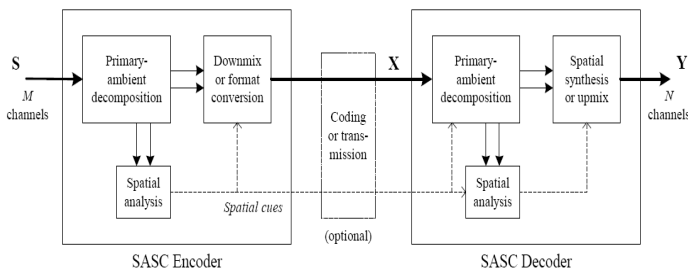 S
M
channels
Primary-
ambient
decomposition
Downmix
or format
conversion
Spatial
analysis
Spatial cues
SASC Encoder
Coding
or trans-
mission
(optional)
X
Primary-
ambient
decomposition
Spatial
synthesis
or upmix
Spatial
analysis
SASC Decoder
Y
N
channels